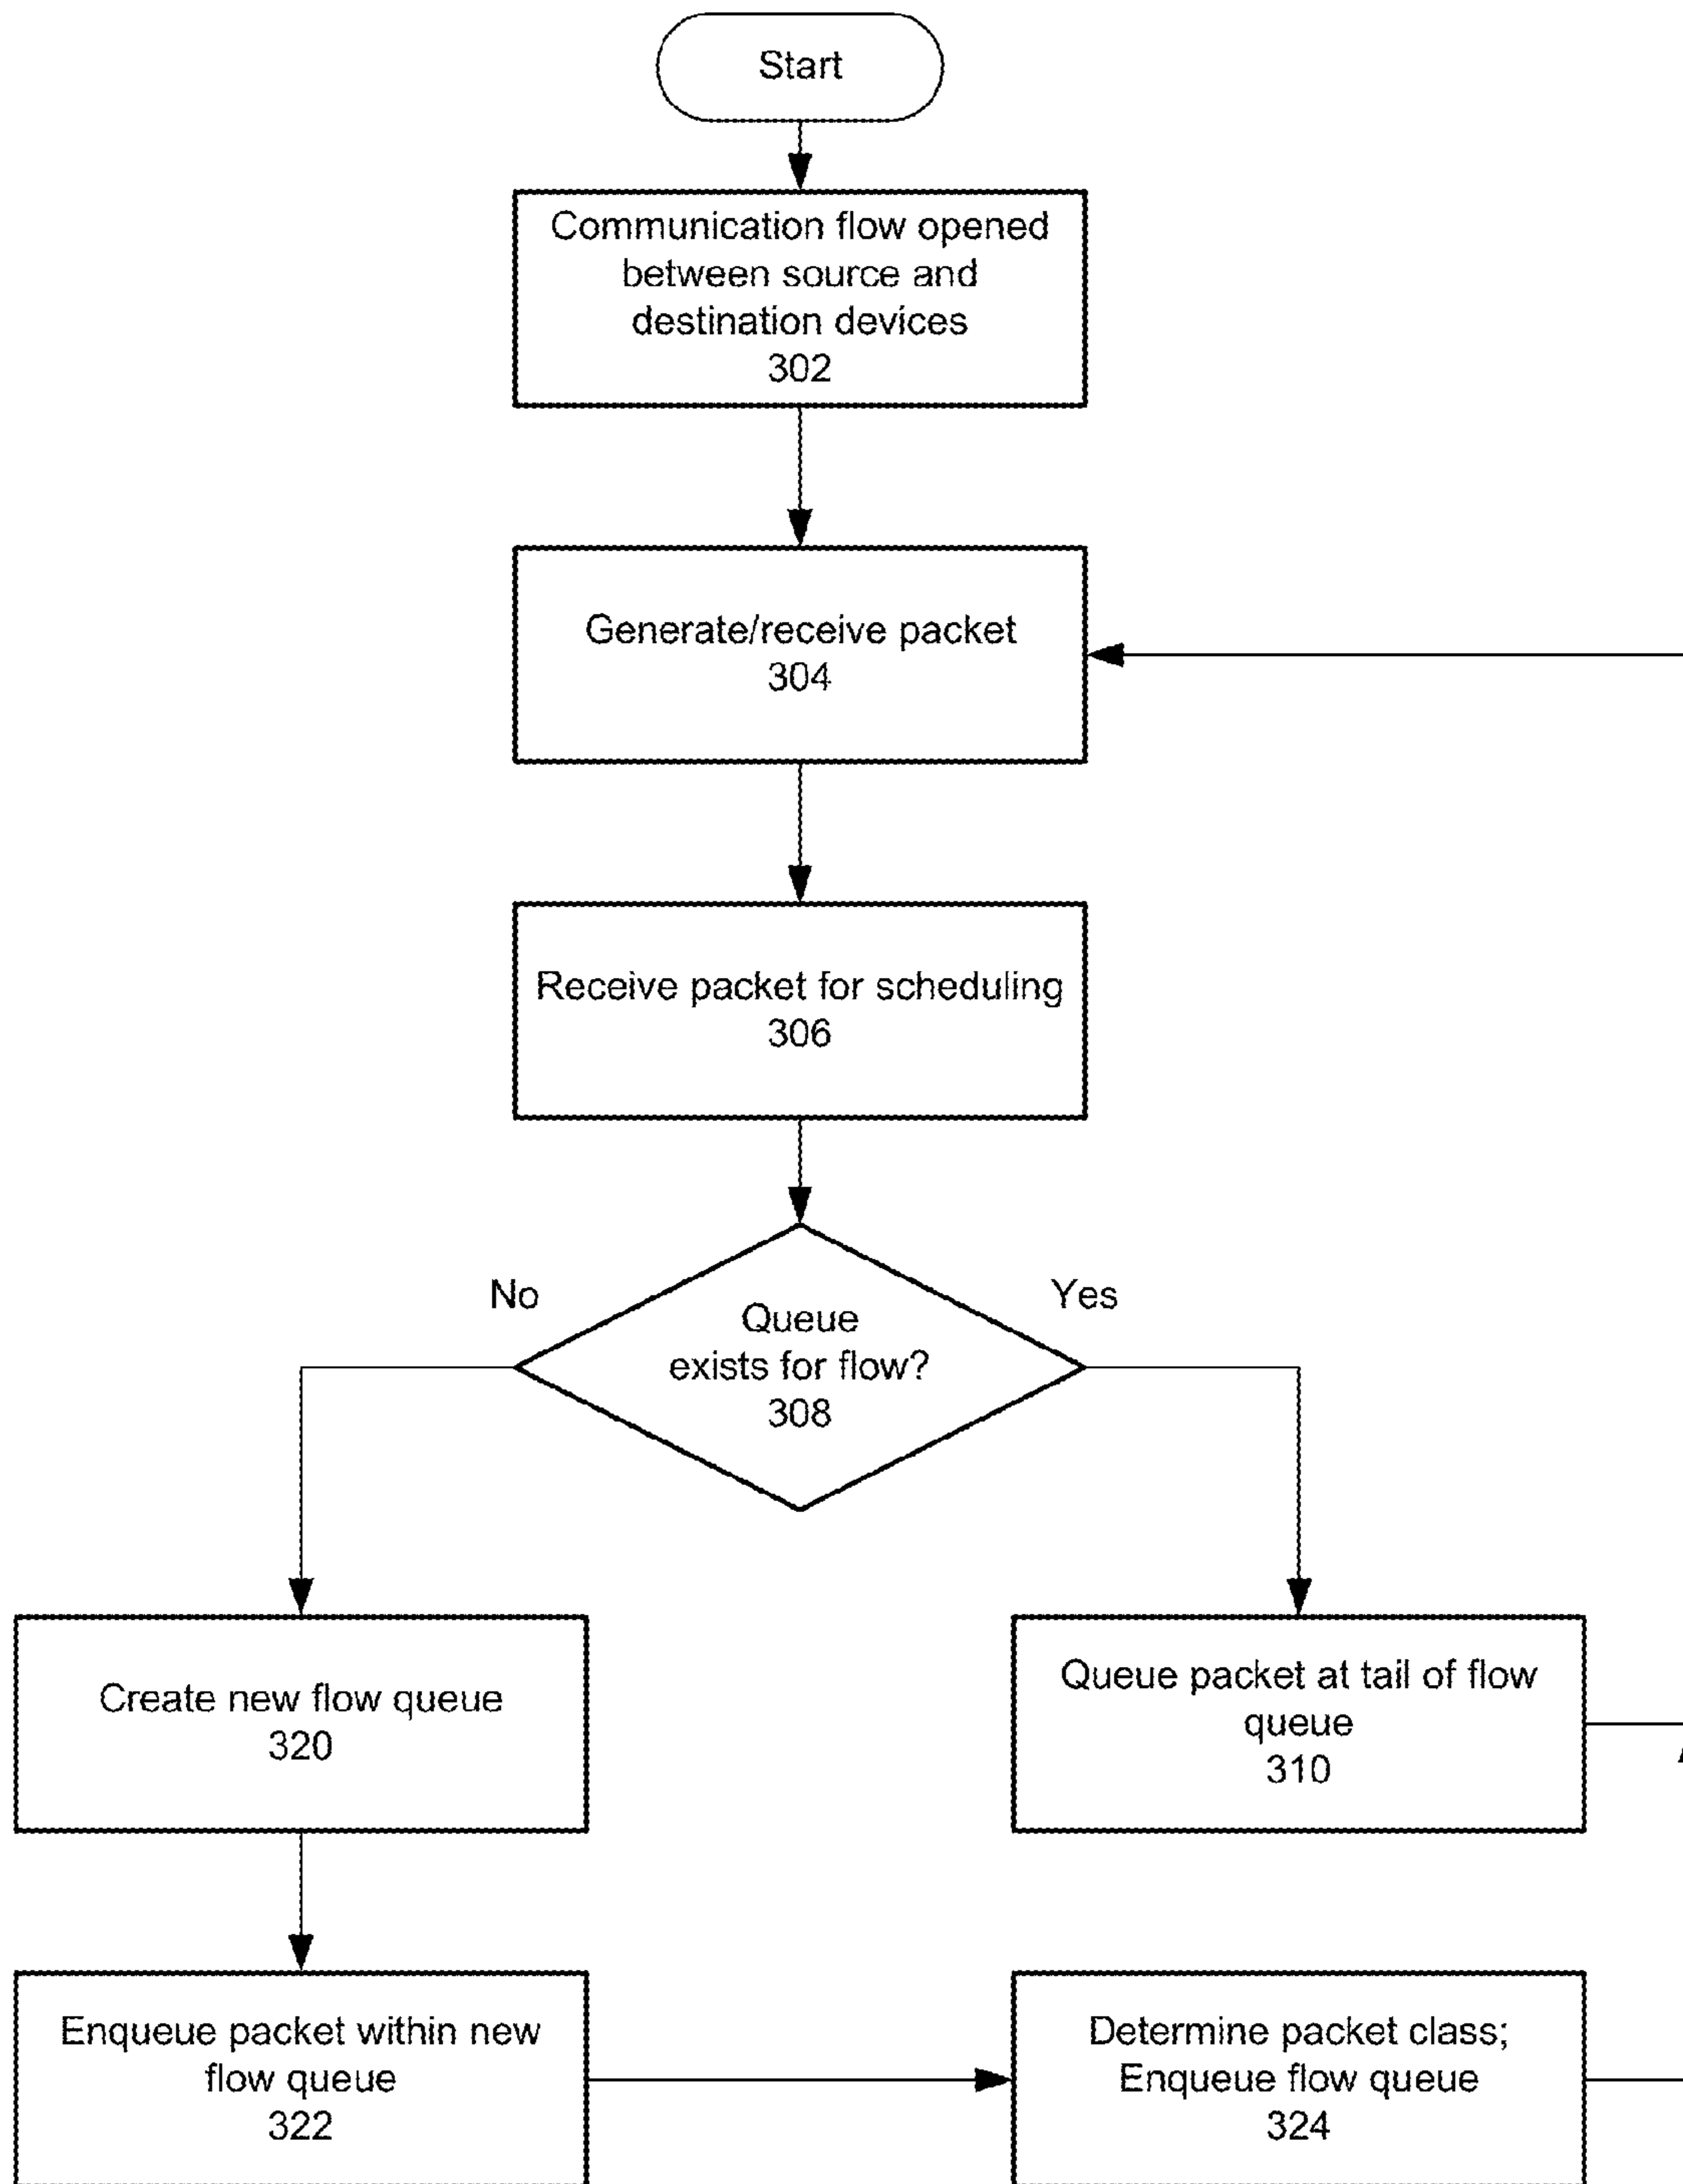 Start
Communication flow opened
between source and
destination devices
302
Generate/receive packet
304
Receive packet for scheduling
306
No
Yes
Queue
exists for flow?
308
Create new flow queue
320
Queue packet at tail of flow
queue
310
Enqueue packet within new
flow queue
322
Determine packet class;
Enqueue flow queue
324